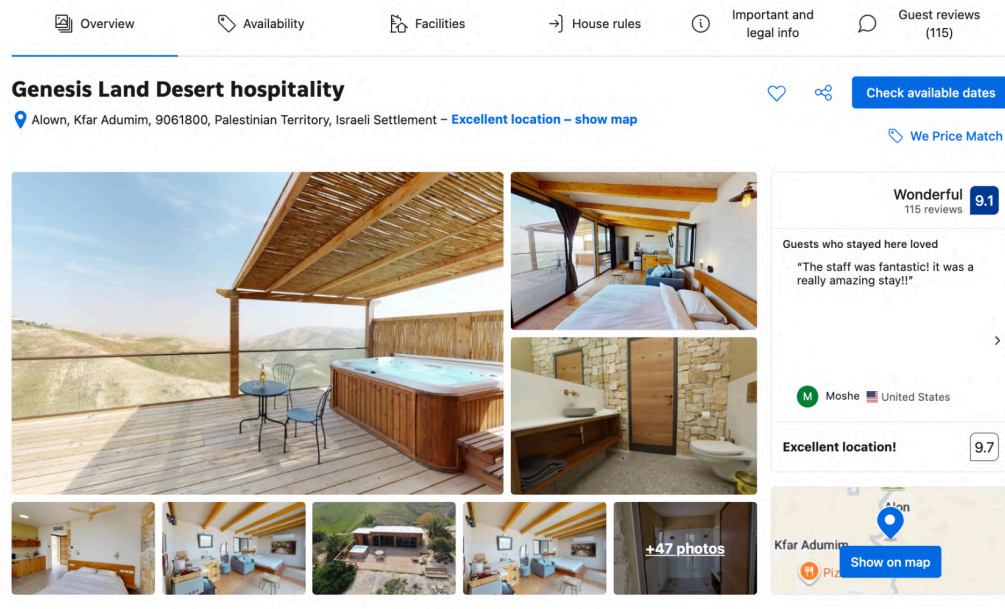 Overview
Availability
Facilities
House rules
Important and
legal info
Guest reviews
(115)
Genesis Land Desert hospitality
Check available dates
Alown, Kfar Adumim, 9061800, Palestinian Territory, Israeli Settlement – Excellent location – show map
We Price Match
Wonderful
115 reviews
9.1
Guests who stayed here loved
“The staff was fantastic! it was a
really amazing stay!!”
M
Moshe
United States
Excellent location!
9.7
+47 photos
Alon
Kfar Adumim
Piz
Show on map